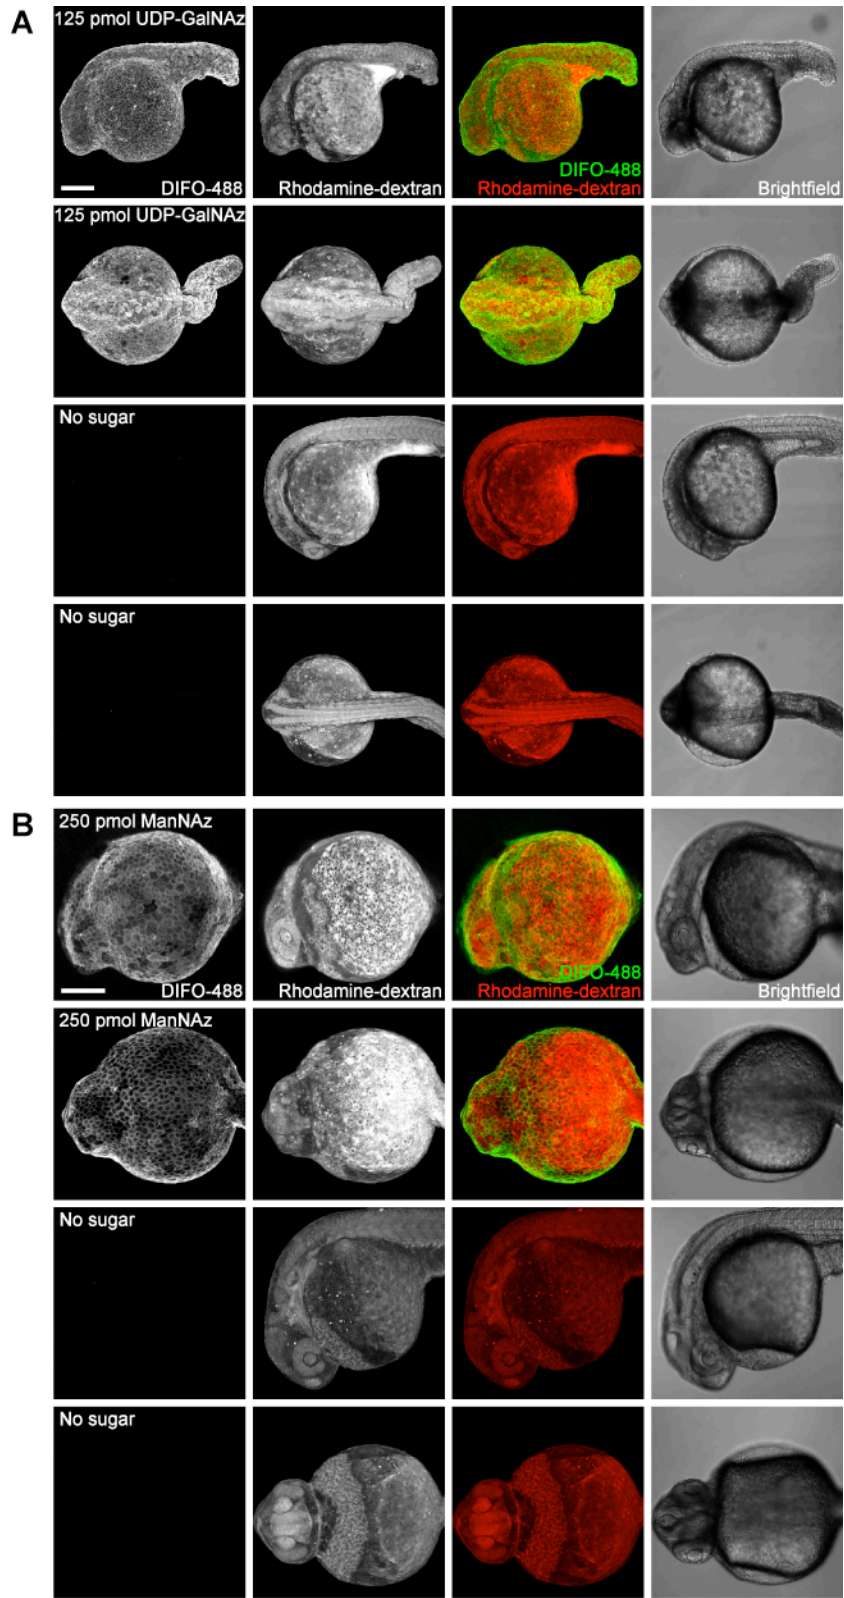 A
125 pmol UDP-GalNAz
DIFO-488
Rhodamine-dextran
DIFO-488
Rhodamine-dextran
Brightfield
125 pmol UDP-GalNAz
No sugar
No sugar
B
250 pmol ManNAz
DIFO-488
Rhodamine-dextran
DIFO-488
Rhodamine-dextran
Brightfield
250 pmol ManNAz
No sugar
No sugar